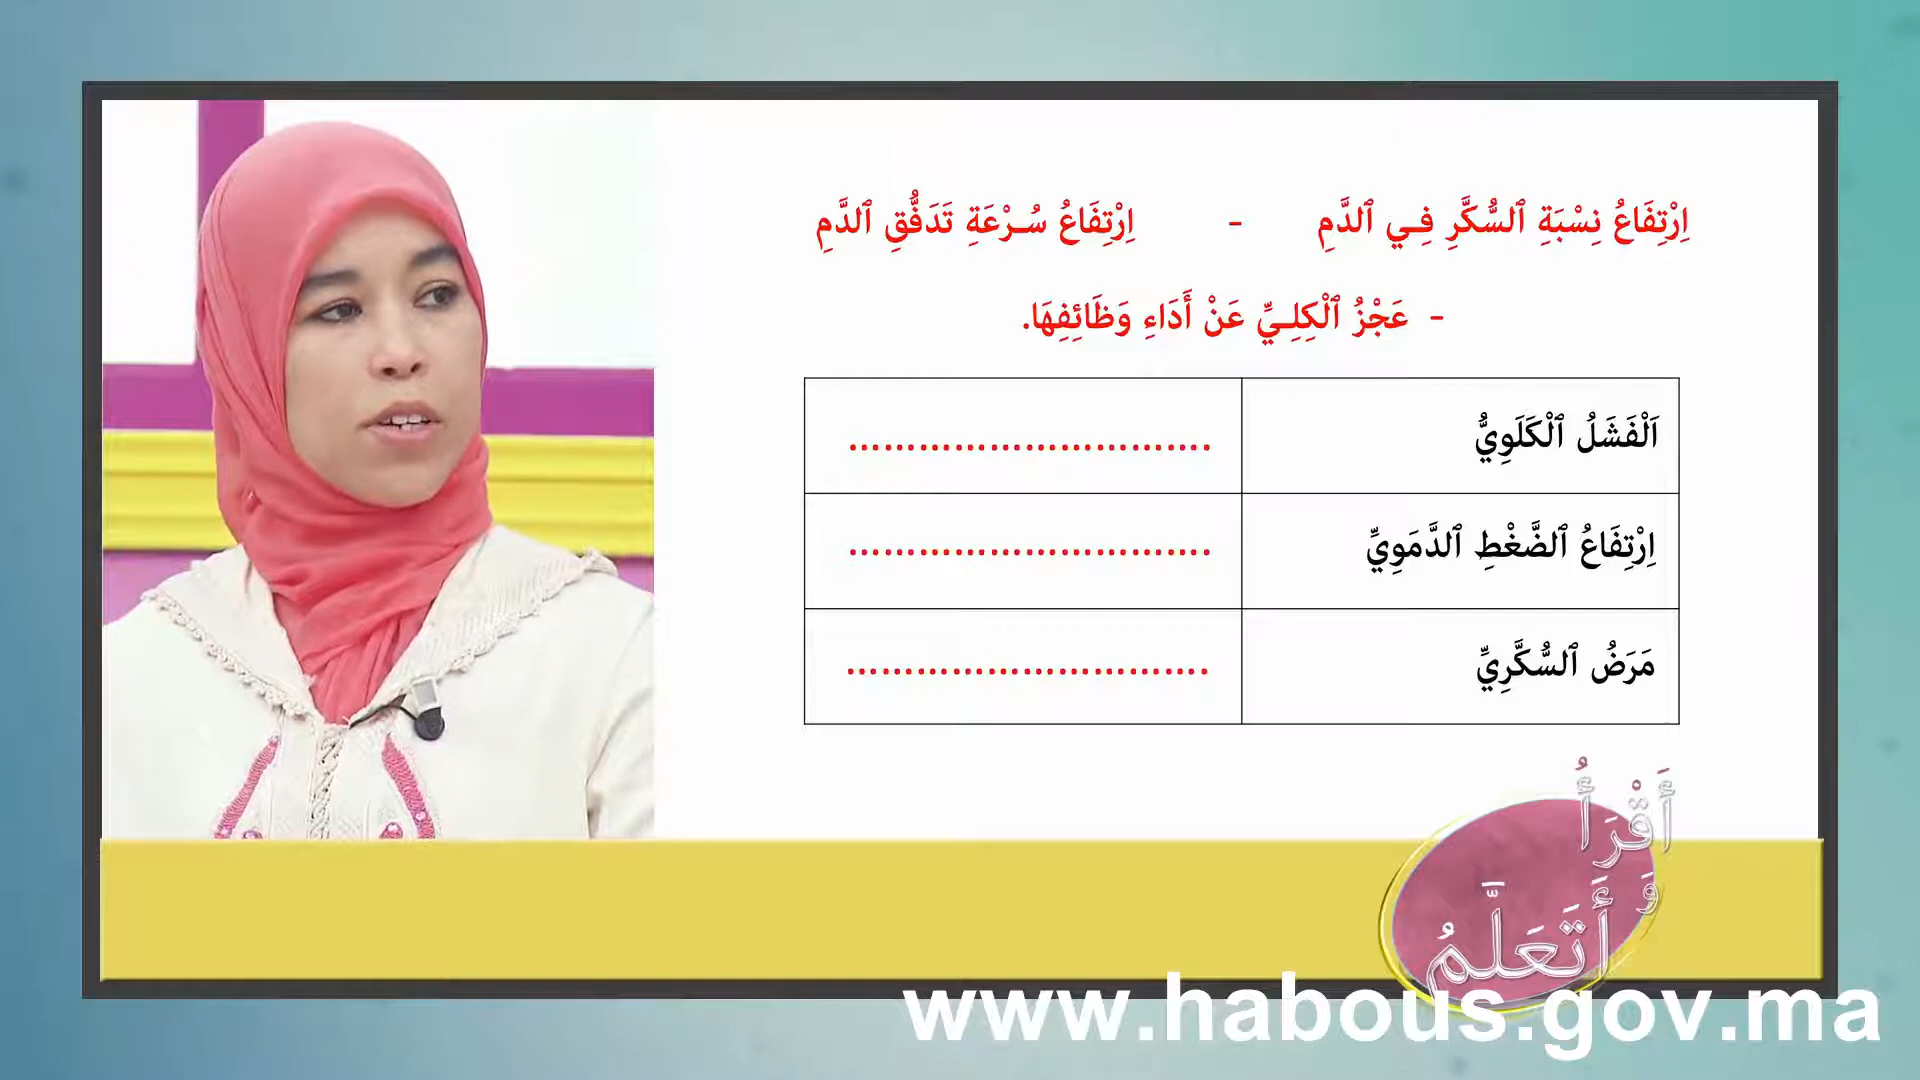 اِرْتِفَاعُ نِسْبَةِ ٱلسُّكَّرِ فِـي ٱلدَّمِ - اِرْتِفَاعُ سُـرْعَةِ تَدَفُّقِ ٱلدَّمِ
- عَجْزُ ٱلْكِلِـيِّ عَنْ أَدَاءِ وَظَائِفِهَا.
اَلْفَشَلُ ٱلْكَلَوِيُّ ...............................
اِرْتِفَاعُ ٱلضَّغْطِ ٱلدَّمَوِيِّ ...............................
مَرَضُ ٱلسُّكَّرِيِّ ...............................
أَقْرَأُ
وَ
أَتَعَلَّمُ
www.habous.gov.ma